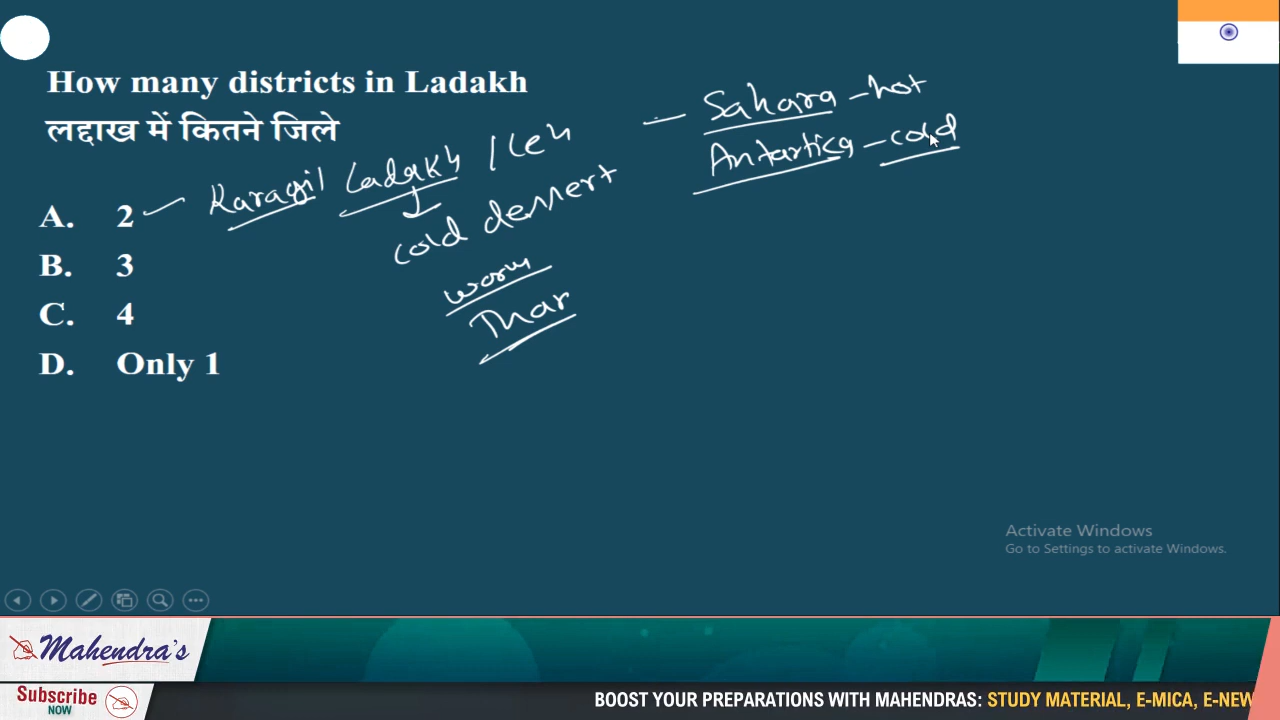 How many districts in Ladakh
लद्दाख में कितने जिले
A. 2
B. 3
C. 4
D. Only 1
Karagil Ladakh / Leh
cold dessert
worm
Thar
Sahara - hot
Antartica - cold
Activate Windows
Go to Settings to activate Windows.
Mahendra's
Subscribe
NOW
BOOST YOUR PREPARATIONS WITH MAHENDRAS: STUDY MATERIAL, E-MICA, E-NEW